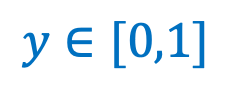 y ∈ [0,1]